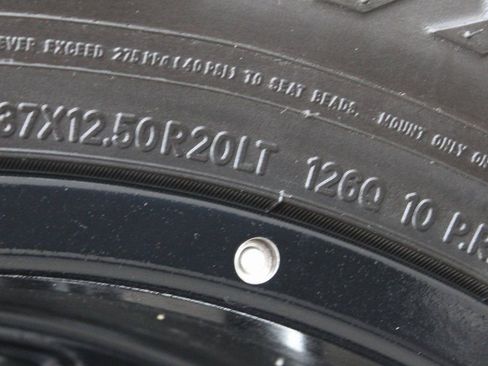 EVER EXCEED 275 kPa (40 PSI) TO SEAT BEADS. MOUNT ONLY ON
37X12.50R20LT 126Q 10 P.R